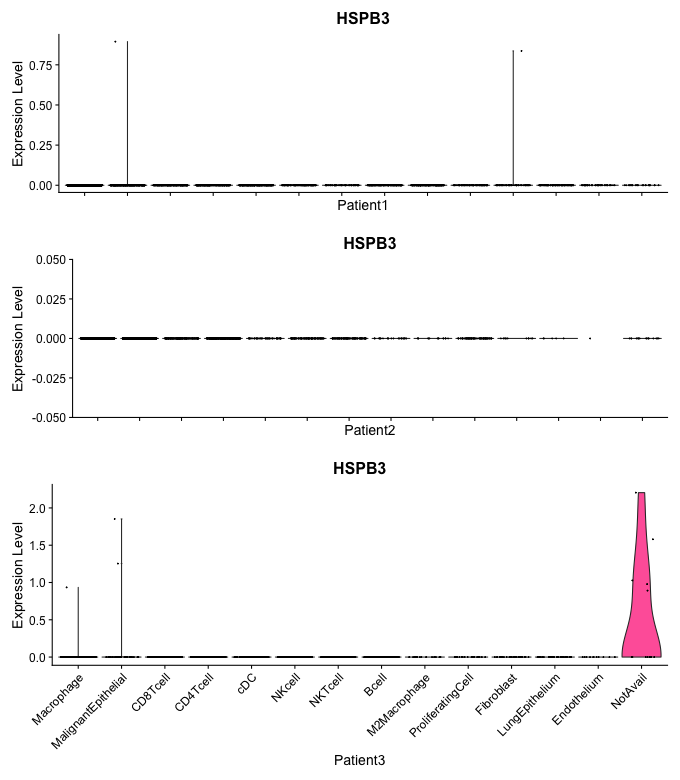 HSPB3
Expression Level
0.75
0.50
0.25
0.00
Patient1
HSPB3
Expression Level
0.050
0.025
0.000
-0.025
-0.050
Patient2
HSPB3
Expression Level
2.0
1.5
1.0
0.5
0.0
Macrophage
MalignantEpithelial
CD8Tcell
CD4Tcell
cDC
NKcell
NKTcell
Bcell
M2Macrophage
ProliferatingCell
Fibroblast
LungEpithelium
Endothelium
NotAvail
Patient3